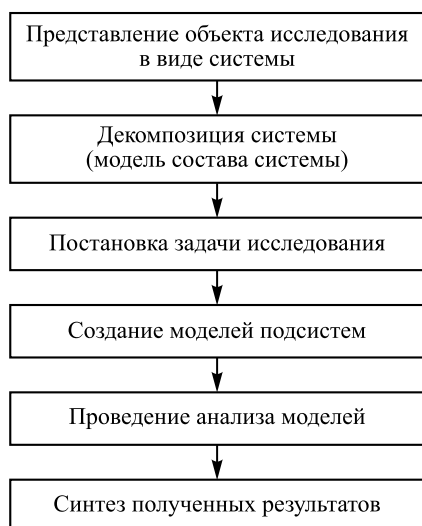 Представление объекта исследования
в виде системы
Декомпозиция системы
(модель состава системы)
Постановка задачи исследования
Создание моделей подсистем
Проведение анализа моделей
Синтез полученных результатов